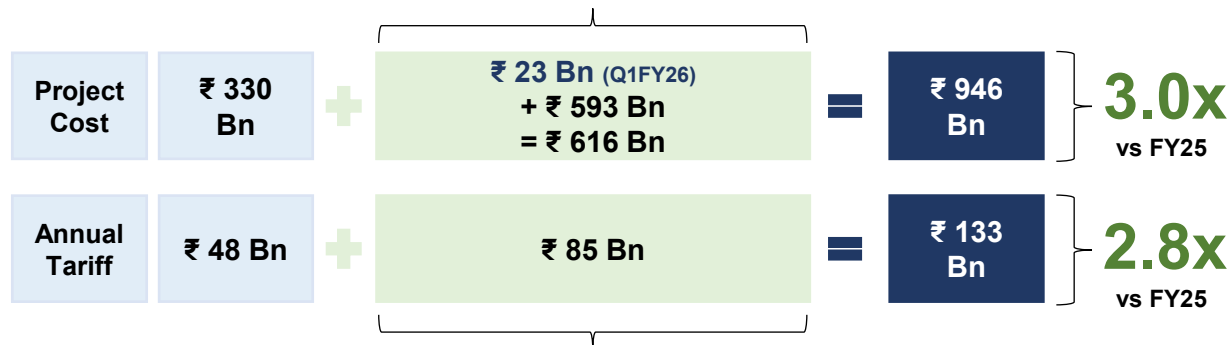 Project
Cost
₹ 330
Bn
₹ 23 Bn (Q1FY26)
+ ₹ 593 Bn
= ₹ 616 Bn
₹ 946
Bn
3.0x
vs FY25
Annual
Tariff
₹ 48 Bn
₹ 85 Bn
₹ 133
Bn
2.8x
vs FY25